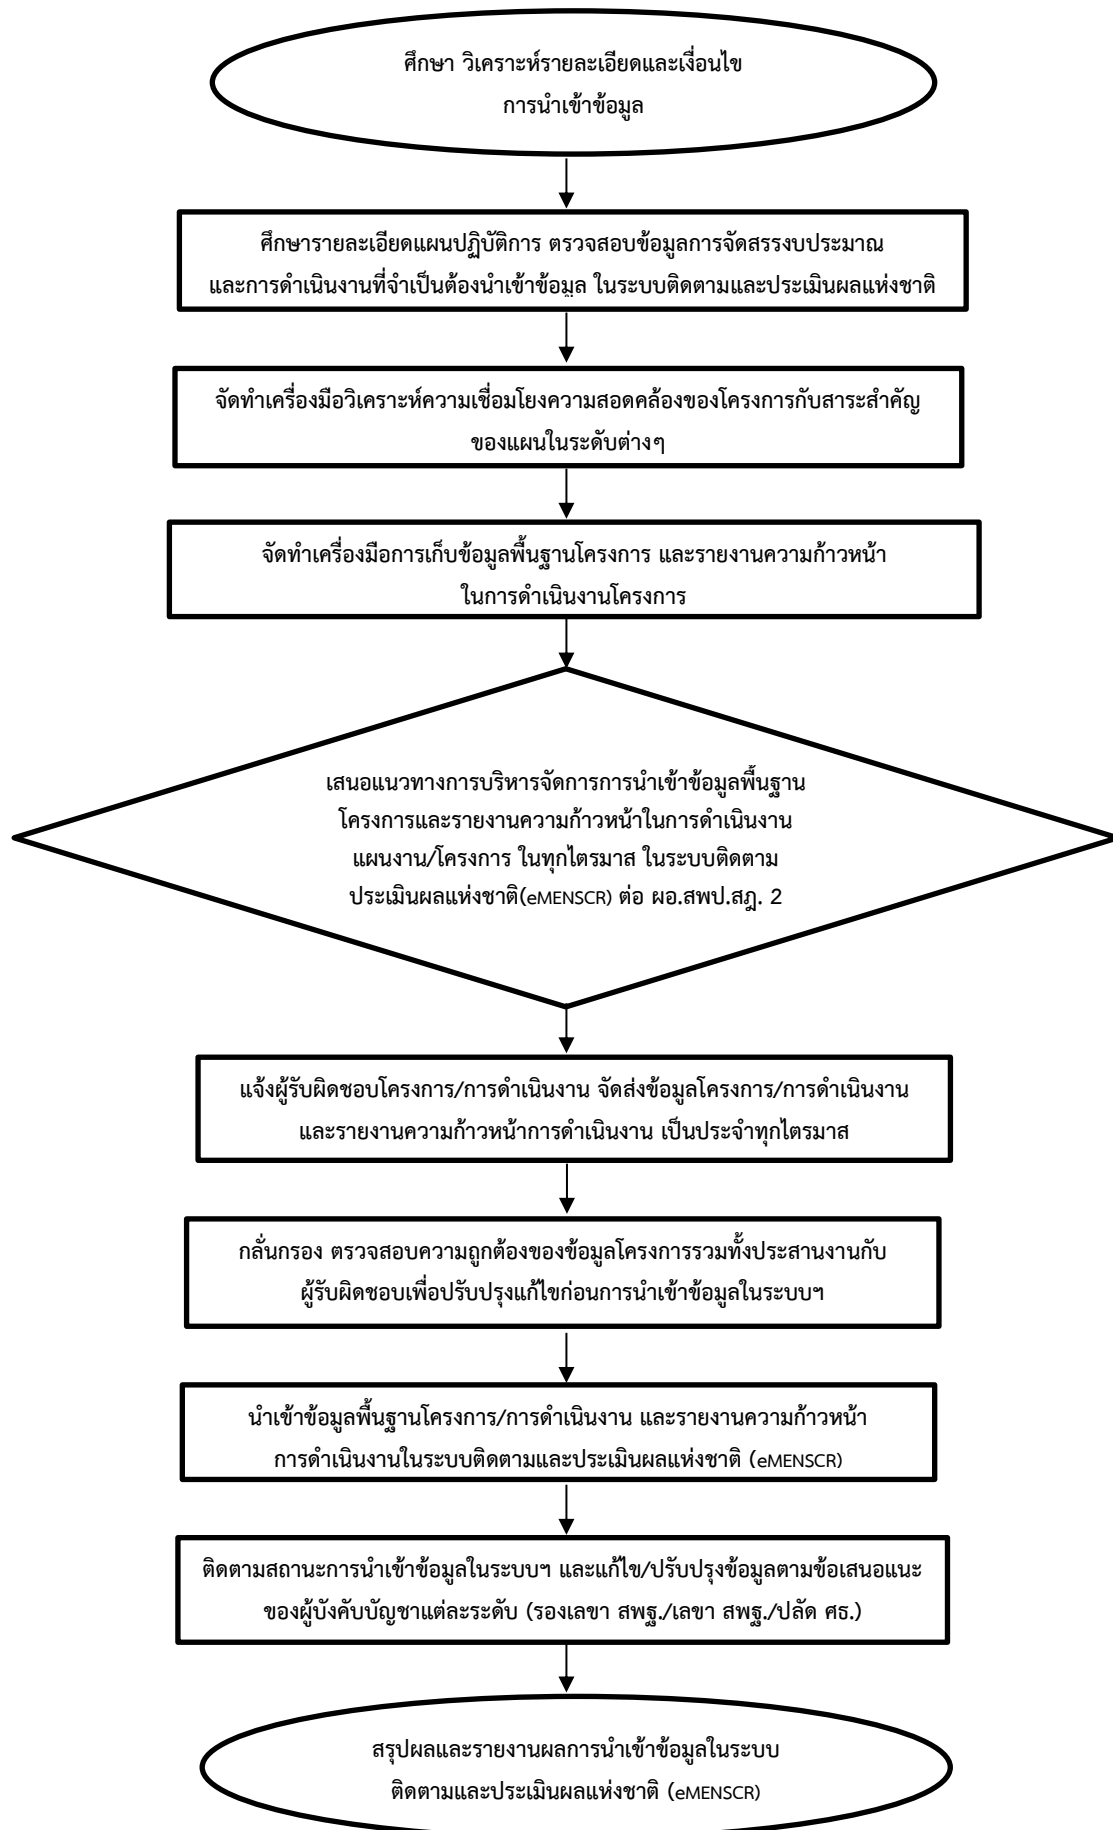 ศึกษา วิเคราะห์รายละเอียดและเงื่อนไข
การนำเข้าข้อมูล
ศึกษารายละเอียดแผนปฏิบัติการ ตรวจสอบข้อมูลการจัดสรรงบประมาณ
และการดำเนินงานที่จำเป็นต้องนำเข้าข้อมูล ในระบบติดตามและประเมินผลแห่งชาติ
จัดทำเครื่องมือวิเคราะห์ความเชื่อมโยงความสอดคล้องของโครงการกับสาระสำคัญ
ของแผนในระดับต่างๆ
จัดทำเครื่องมือการเก็บข้อมูลพื้นฐานโครงการ และรายงานความก้าวหน้า
ในการดำเนินงานโครงการ
เสนอแนวทางการบริหารจัดการการนำเข้าข้อมูลพื้นฐาน
โครงการและรายงานความก้าวหน้าในการดำเนินงาน
แผนงาน/โครงการ ในทุกไตรมาส ในระบบติดตาม
ประเมินผลแห่งชาติ(eMENSCR) ต่อ ผอ.สพป.สฎ. 2
แจ้งผู้รับผิดชอบโครงการ/การดำเนินงาน จัดส่งข้อมูลโครงการ/การดำเนินงาน
และรายงานความก้าวหน้าการดำเนินงาน เป็นประจำทุกไตรมาส
กลั่นกรอง ตรวจสอบความถูกต้องของข้อมูลโครงการรวมทั้งประสานงานกับ
ผู้รับผิดชอบเพื่อปรับปรุงแก้ไขก่อนการนำเข้าข้อมูลในระบบฯ
นำเข้าข้อมูลพื้นฐานโครงการ/การดำเนินงาน และรายงานความก้าวหน้า
การดำเนินงานในระบบติดตามและประเมินผลแห่งชาติ (eMENSCR)
ติดตามสถานะการนำเข้าข้อมูลในระบบฯ และแก้ไข/ปรับปรุงข้อมูลตามข้อเสนอแนะ
ของผู้บังคับบัญชาแต่ละระดับ (รองเลขา สพฐ./เลขา สพฐ./ปลัด ศธ.)
สรุปผลและรายงานผลการนำเข้าข้อมูลในระบบ
ติดตามและประเมินผลแห่งชาติ (eMENSCR)